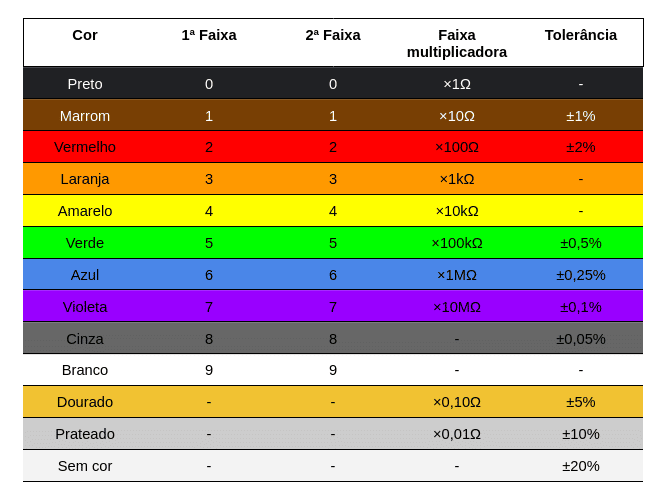 Cor 1ª Faixa 2ª Faixa Faixa multiplicadora Tolerância
Preto 0 0 ×1Ω -
Marrom 1 1 ×10Ω ±1%
Vermelho 2 2 ×100Ω ±2%
Laranja 3 3 ×1kΩ -
Amarelo 4 4 ×10kΩ -
Verde 5 5 ×100kΩ ±0,5%
Azul 6 6 ×1MΩ ±0,25%
Violeta 7 7 ×10MΩ ±0,1%
Cinza 8 8 - ±0,05%
Branco 9 9 - -
Dourado - - ×0,10Ω ±5%
Prateado - - ×0,01Ω ±10%
Sem cor - - - ±20%